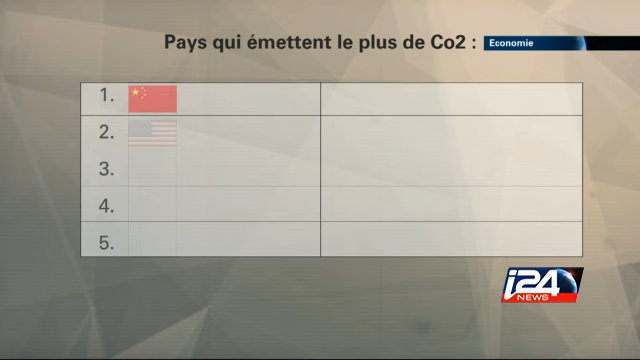 Pays qui émettent le plus de Co2 :
Economie
1.
2.
3.
4.
5.
i24
NEWS